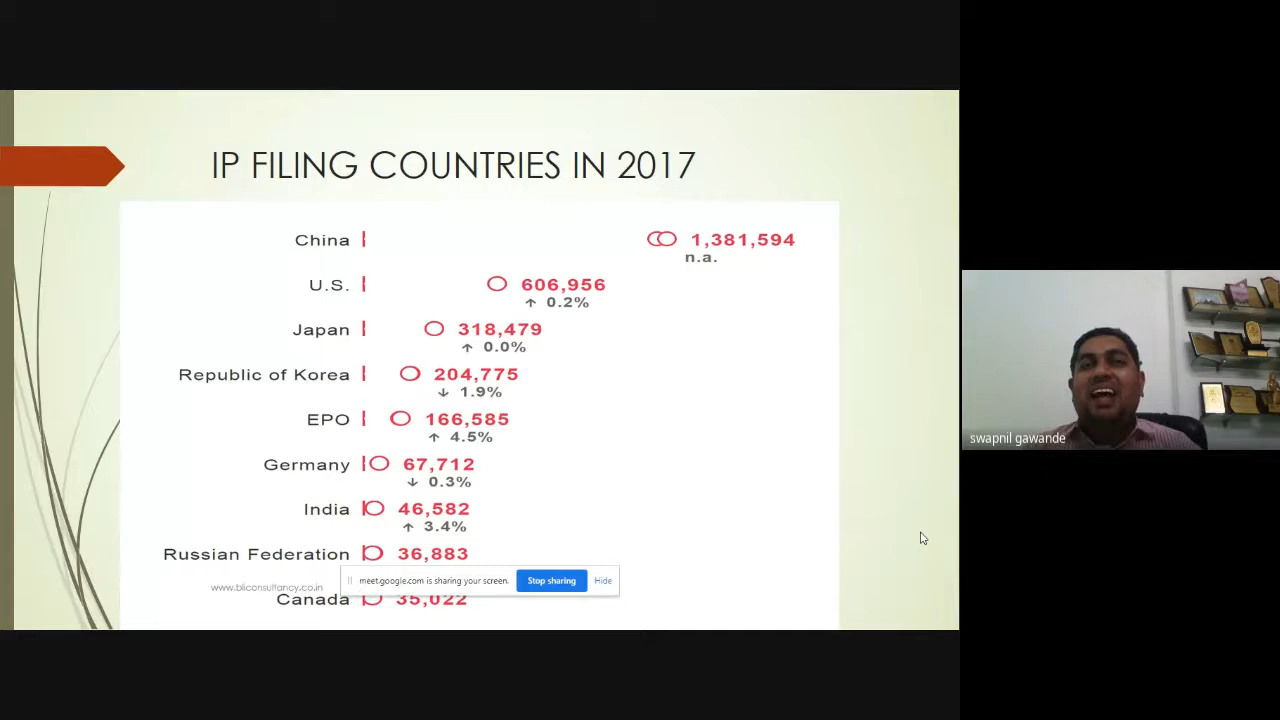 IP FILING COUNTRIES IN 2017
China 1,381,594
n.a.
U.S. 606,956
↑ 0.2%
Japan 318,479
↑ 0.0%
Republic of Korea 204,775
↓ 1.9%
EPO 166,585
↑ 4.5%
Germany 67,712
↓ 0.3%
India 46,582
↑ 3.4%
Russian Federation 36,883
meet.google.com is sharing your screen. Stop sharing Hide
www.bliconsultancy.co.in
Canada 35,022
swapnil gawande